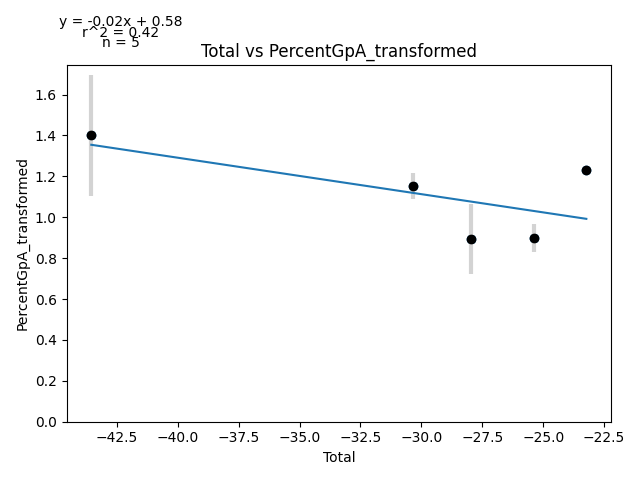 y = -0.02x + 0.58
r^2 = 0.42
n = 5
Total vs PercentGpA_transformed
PercentGpA_transformed
1.6
1.4
1.2
1.0
0.8
0.6
0.4
0.2
0.0
−42.5 −40.0 −37.5 −35.0 −32.5 −30.0 −27.5 −25.0 −22.5
Total